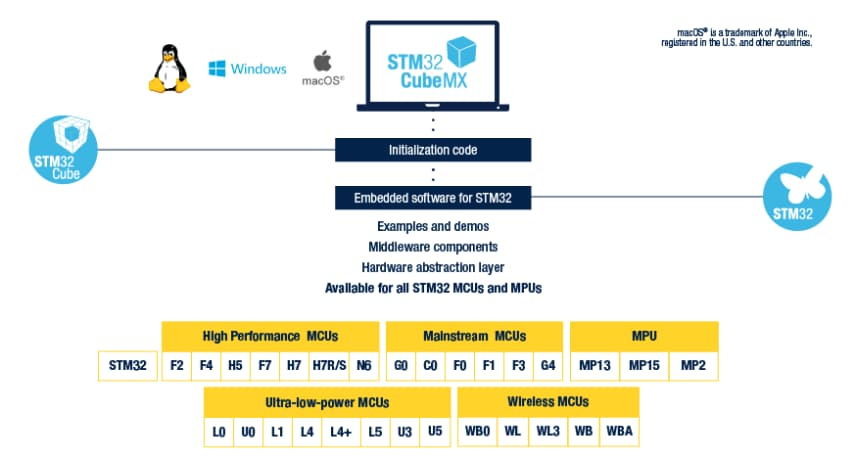 macOS® is a trademark of Apple Inc.,
registered in the U.S. and other countries.
Windows
macOS®
STM32
CubeMX
STM32
Cube
Initialization code
Embedded software for STM32
STM32
Examples and demos
Middleware components
Hardware abstraction layer
Available for all STM32 MCUs and MPUs
High Performance MCUs
Mainstream MCUs
MPU
STM32 F2 F4 H5 F7 H7 H7R/S N6 G0 C0 F0 F1 F3 G4 MP13 MP15 MP2
Ultra-low-power MCUs
Wireless MCUs
L0 U0 L1 L4 L4+ L5 U3 U5 WB0 WL WL3 WB WBA